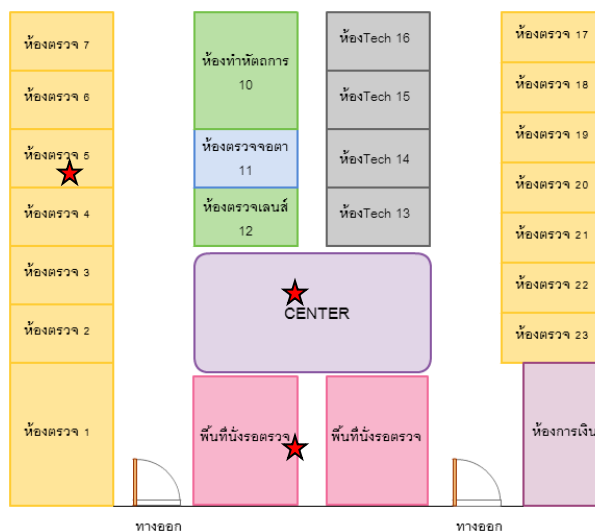 ห้องตรวจ 7
ห้องตรวจ 6
ห้องตรวจ 5
ห้องตรวจ 4
ห้องตรวจ 3
ห้องตรวจ 2
ห้องตรวจ 1
ห้องทำหัตถการ
10
ห้องตรวจจอตา
11
ห้องตรวจเลนส์
12
ห้องTech 16
ห้องTech 15
ห้องTech 14
ห้องTech 13
CENTER
พื้นที่นั่งรอตรวจ
พื้นที่นั่งรอตรวจ
ห้องตรวจ 17
ห้องตรวจ 18
ห้องตรวจ 19
ห้องตรวจ 20
ห้องตรวจ 21
ห้องตรวจ 22
ห้องตรวจ 23
ห้องการเงิน
ทางออก
ทางออก